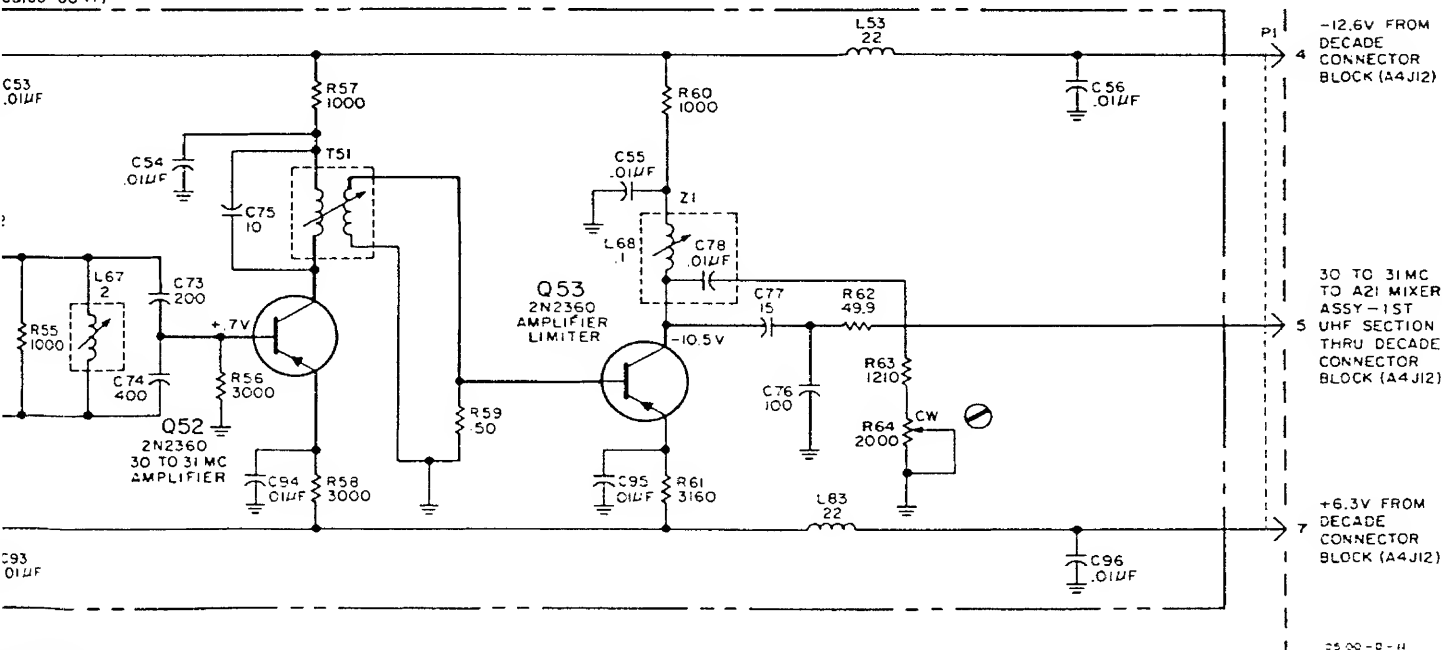 L53
22
P1
4
-12.6V FROM
DECADE
CONNECTOR
BLOCK (A4J12)
C53
.01UF
R57
1000
R60
1000
C56
.01UF
C54
.01UF
T51
C55
.01UF
C75
10
Z1
L68
.1
C78
.01UF
L67
2
C73
200
Q53
2N2360
AMPLIFIER
LIMITER
C77
15
R62
49.9
5
30 TO 31 MC
TO A21 MIXER
ASSY-1ST
UHF SECTION
THRU DECADE
CONNECTOR
BLOCK (A4J12)
R55
1000
+.7V
-10.5V
C74
400
R56
3000
C76
100
R63
1210
Q52
2N2360
30 TO 31 MC
AMPLIFIER
R59
50
R64
2000
CW
C94
.01UF
R58
3000
C95
.01UF
R61
3160
L83
22
7
+6.3V FROM
DECADE
CONNECTOR
BLOCK (A4J12)
C93
01UF
C96
.01UF